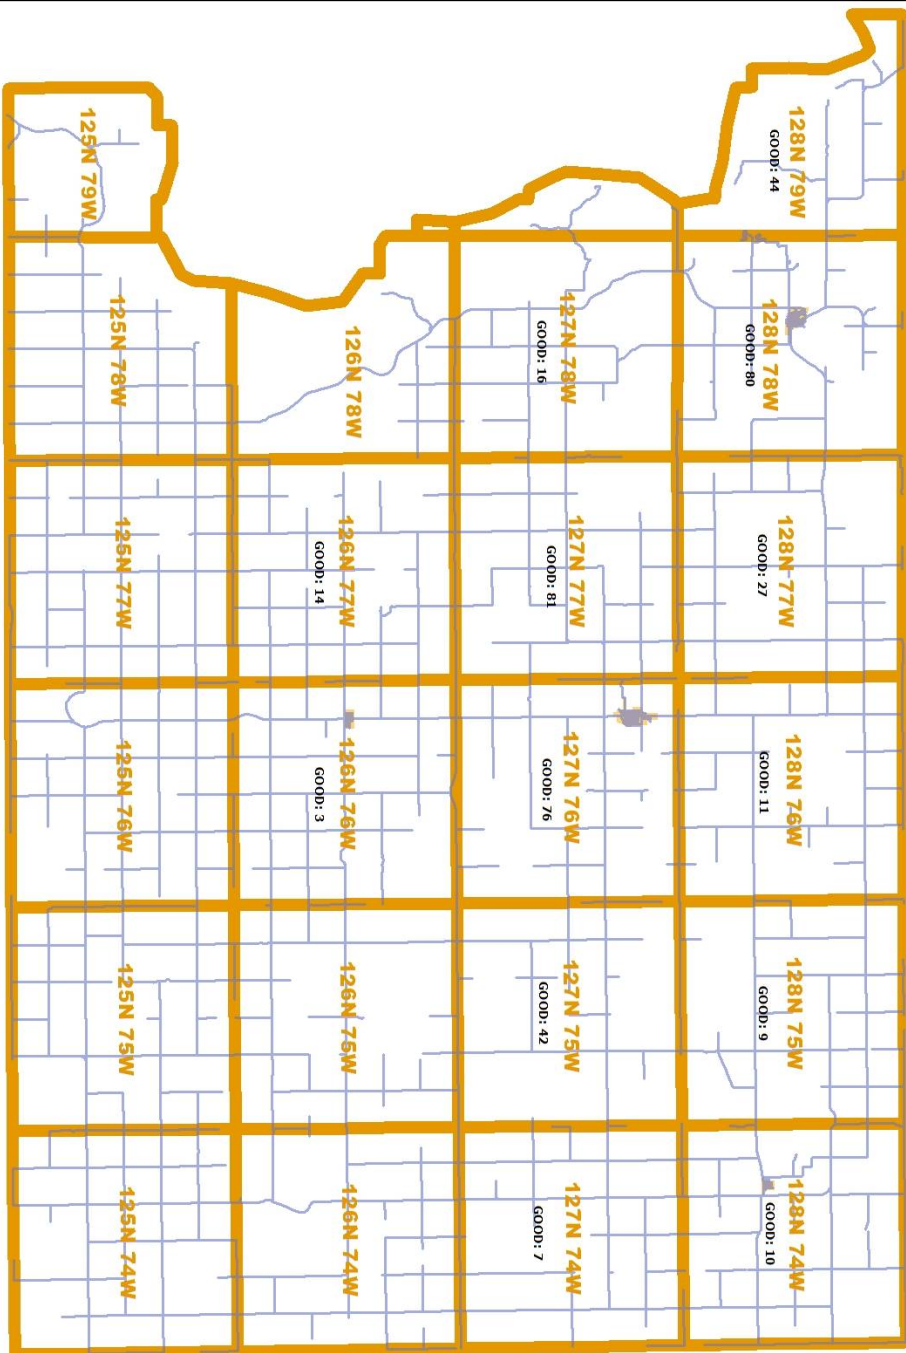 128N 79W
GOOD: 44
128N 78W
GOOD: 80
128N 77W
GOOD: 27
128N 76W
GOOD: 11
128N 75W
GOOD: 9
128N 74W
GOOD: 10
127N 78W
GOOD: 16
127N 77W
GOOD: 81
127N 76W
GOOD: 76
127N 75W
GOOD: 42
127N 74W
GOOD: 7
126N 78W
126N 77W
GOOD: 14
126N 76W
GOOD: 3
126N 75W
126N 74W
125N 79W
125N 78W
125N 77W
125N 76W
125N 75W
125N 74W